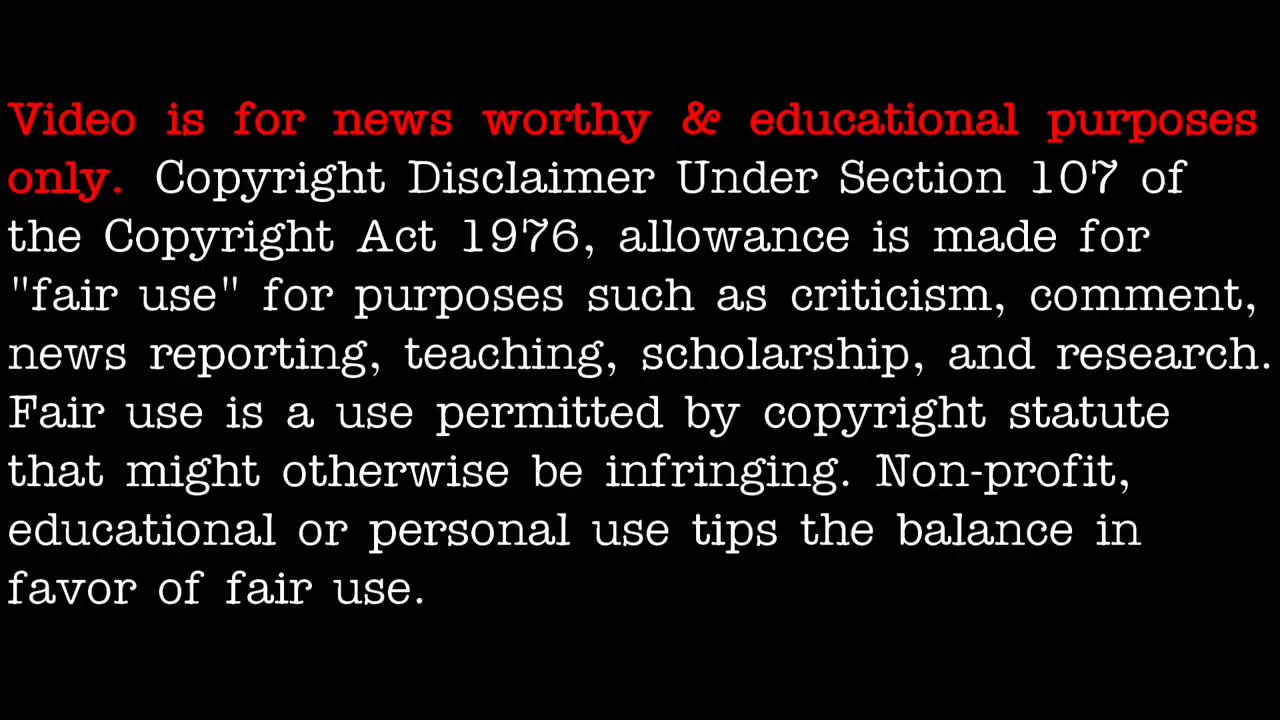 Video is for news worthy & educational purposes
only. Copyright Disclaimer Under Section 107 of
the Copyright Act 1976, allowance is made for
"fair use" for purposes such as criticism, comment,
news reporting, teaching, scholarship, and research.
Fair use is a use permitted by copyright statute
that might otherwise be infringing. Non-profit,
educational or personal use tips the balance in
favor of fair use.